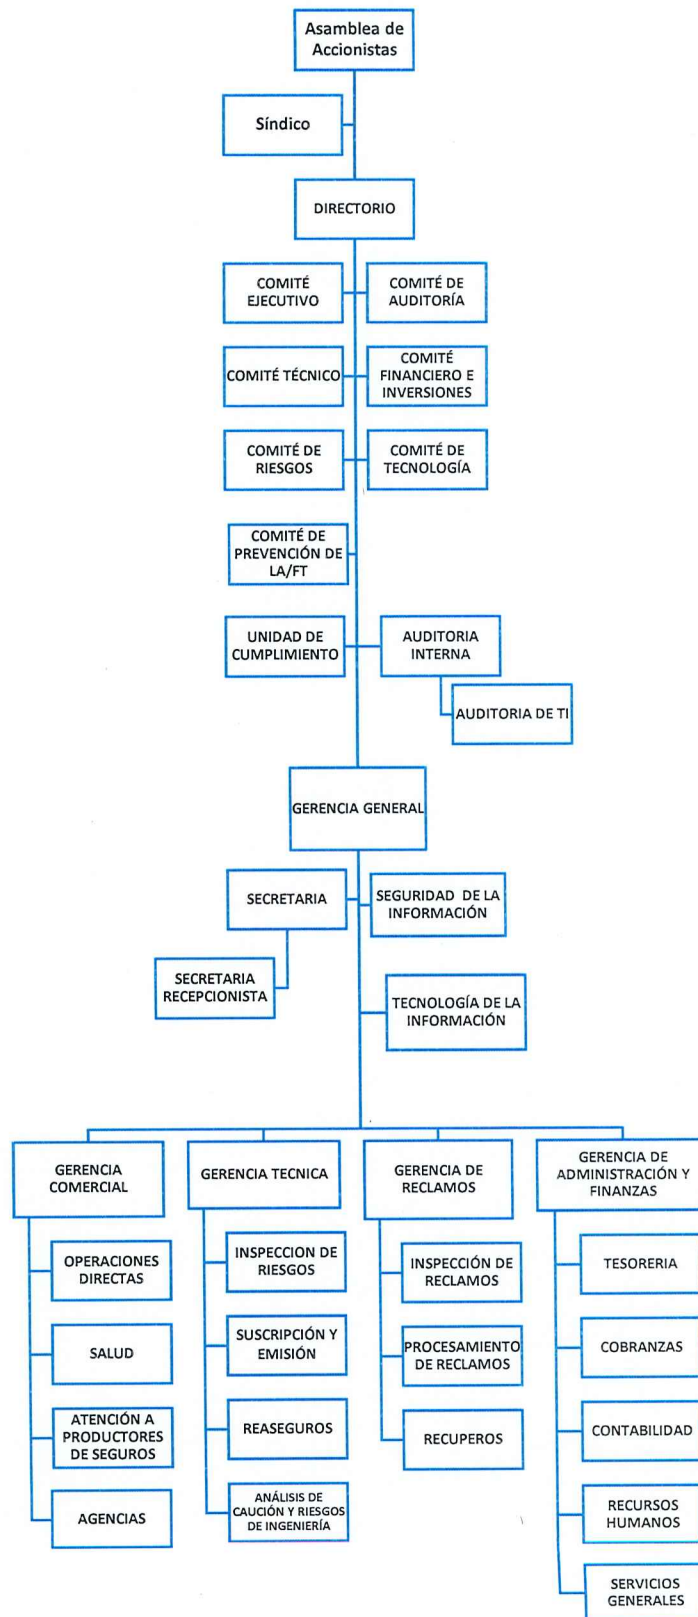 Asamblea de
Accionistas
Síndico
DIRECTORIO
COMITÉ
EJECUTIVO
COMITÉ DE
AUDITORÍA
COMITÉ TÉCNICO
COMITÉ
FINANCIERO E
INVERSIONES
COMITÉ DE
RIESGOS
COMITÉ DE
TECNOLOGÍA
COMITÉ DE
PREVENCIÓN DE
LA/FT
UNIDAD DE
CUMPLIMIENTO
AUDITORIA
INTERNA
AUDITORIA DE TI
GERENCIA GENERAL
SECRETARIA
SEGURIDAD DE LA
INFORMACIÓN
SECRETARIA
RECEPCIONISTA
TECNOLOGÍA DE LA
INFORMACIÓN
GERENCIA
COMERCIAL
OPERACIONES
DIRECTAS
SALUD
ATENCIÓN A
PRODUCTORES
DE SEGUROS
AGENCIAS
GERENCIA TECNICA
INSPECCION DE
RIESGOS
SUSCRIPCIÓN Y
EMISIÓN
REASEGUROS
ANÁLISIS DE
CAUCIÓN Y RIESGOS
DE INGENIERÍA
GERENCIA DE
RECLAMOS
INSPECCIÓN DE
RECLAMOS
PROCESAMIENTO
DE RECLAMOS
RECUPEROS
GERENCIA DE
ADMINISTRACIÓN Y
FINANZAS
TESORERIA
COBRANZAS
CONTABILIDAD
RECURSOS
HUMANOS
SERVICIOS
GENERALES